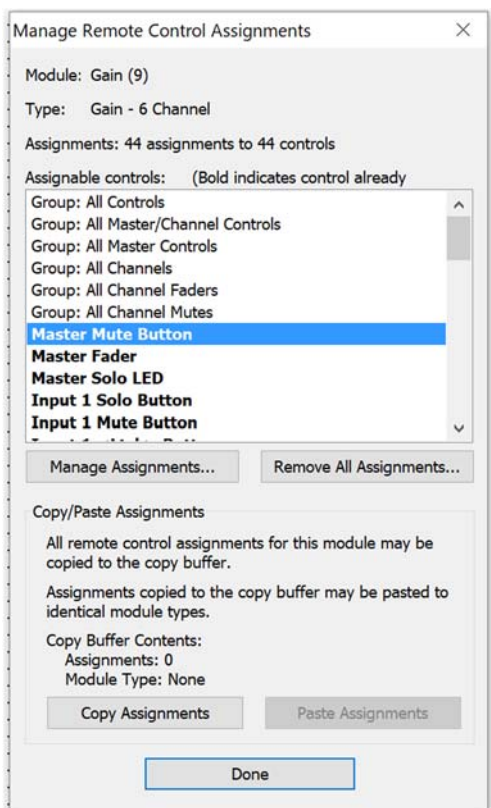 Manage Remote Control Assignments
Module: Gain (9)
Type: Gain - 6 Channel
Assignments: 44 assignments to 44 controls
Assignable controls: (Bold indicates control already
Group: All Controls
Group: All Master/Channel Controls
Group: All Master Controls
Group: All Channels
Group: All Channel Faders
Group: All Channel Mutes
Master Mute Button
Master Fader
Master Solo LED
Input 1 Solo Button
Input 1 Mute Button
Manage Assignments...
Remove All Assignments...
Copy/Paste Assignments
All remote control assignments for this module may be
copied to the copy buffer.
Assignments copied to the copy buffer may be pasted to
identical module types.
Copy Buffer Contents:
Assignments: 0
Module Type: None
Copy Assignments
Paste Assignments
Done